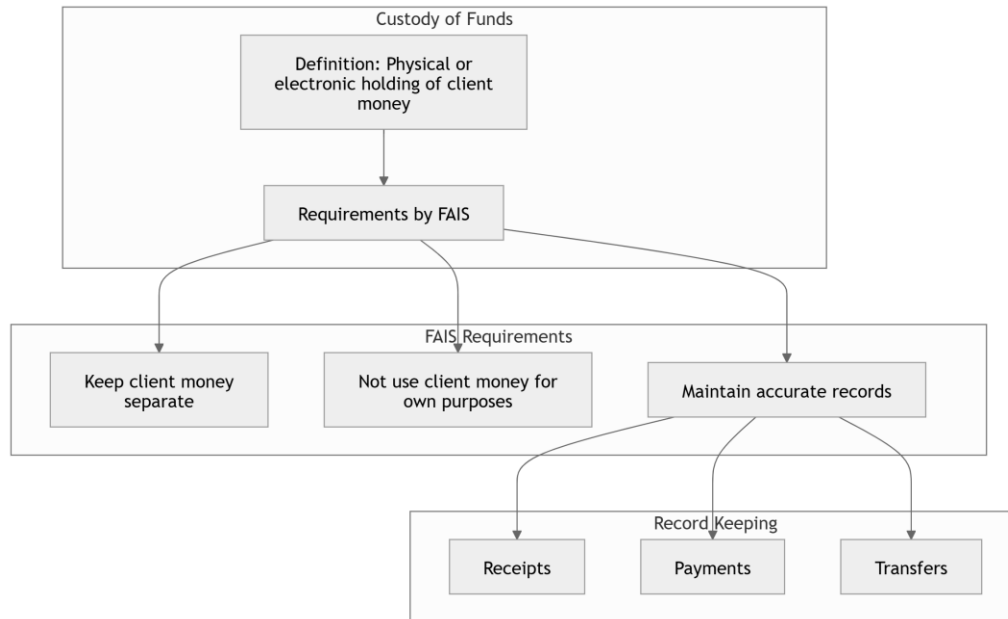 Custody of Funds
Definition: Physical or
electronic holding of client
money
Requirements by FAIS
FAIS Requirements
Keep client money
separate
Not use client money for
own purposes
Maintain accurate records
Record Keeping
Receipts
Payments
Transfers